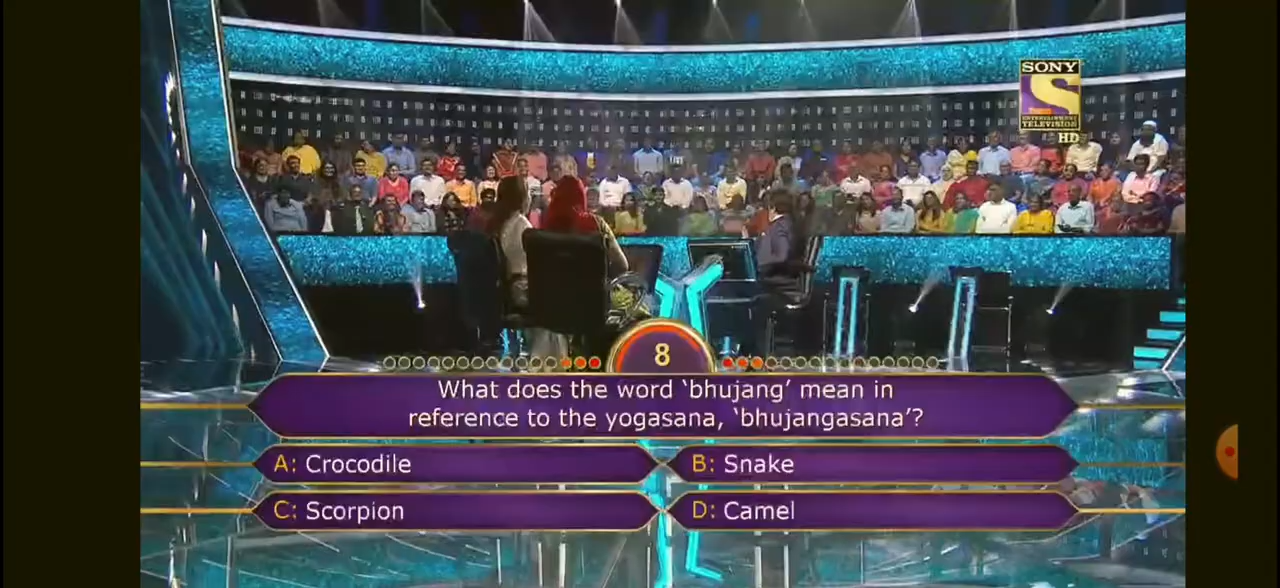 SONY
ENTERTAINMENT
TELEVISION
HD
8
What does the word ‘bhujang’ mean in
reference to the yogasana, ‘bhujangasana’?
A: Crocodile
B: Snake
C: Scorpion
D: Camel